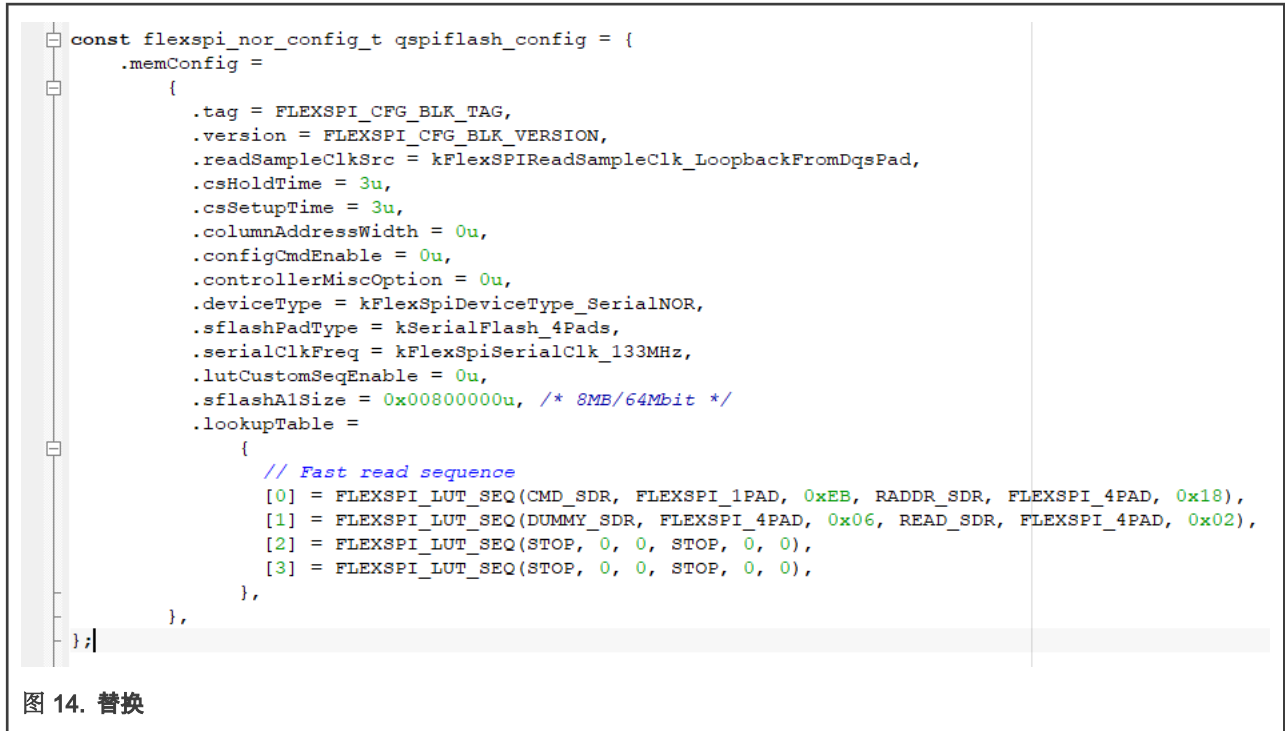 const flexspi_nor_config_t qspiflash_config = {
.memConfig =
{
.tag = FLEXSPI_CFG_BLK_TAG,
.version = FLEXSPI_CFG_BLK_VERSION,
.readSampleClkSrc = kFlexSPIReadSampleClk_LoopbackFromDqsPad,
.csHoldTime = 3u,
.csSetupTime = 3u,
.columnAddressWidth = 0u,
.configCmdEnable = 0u,
.controllerMiscOption = 0u,
.deviceType = kFlexSpiDeviceType_SerialNOR,
.sflashPadType = kSerialFlash_4Pads,
.serialClkFreq = kFlexSpiSerialClk_133MHz,
.lutCustomSeqEnable = 0u,
.sflashA1Size = 0x00800000u, /* 8MB/64Mbit */
.lookupTable =
{
// Fast read sequence
[0] = FLEXSPI_LUT_SEQ(CMD_SDR, FLEXSPI_1PAD, 0xEB, RADDR_SDR, FLEXSPI_4PAD, 0x18),
[1] = FLEXSPI_LUT_SEQ(DUMMY_SDR, FLEXSPI_4PAD, 0x06, READ_SDR, FLEXSPI_4PAD, 0x02),
[2] = FLEXSPI_LUT_SEQ(STOP, 0, 0, STOP, 0, 0),
[3] = FLEXSPI_LUT_SEQ(STOP, 0, 0, STOP, 0, 0),
},
},
};
图 14. 替换